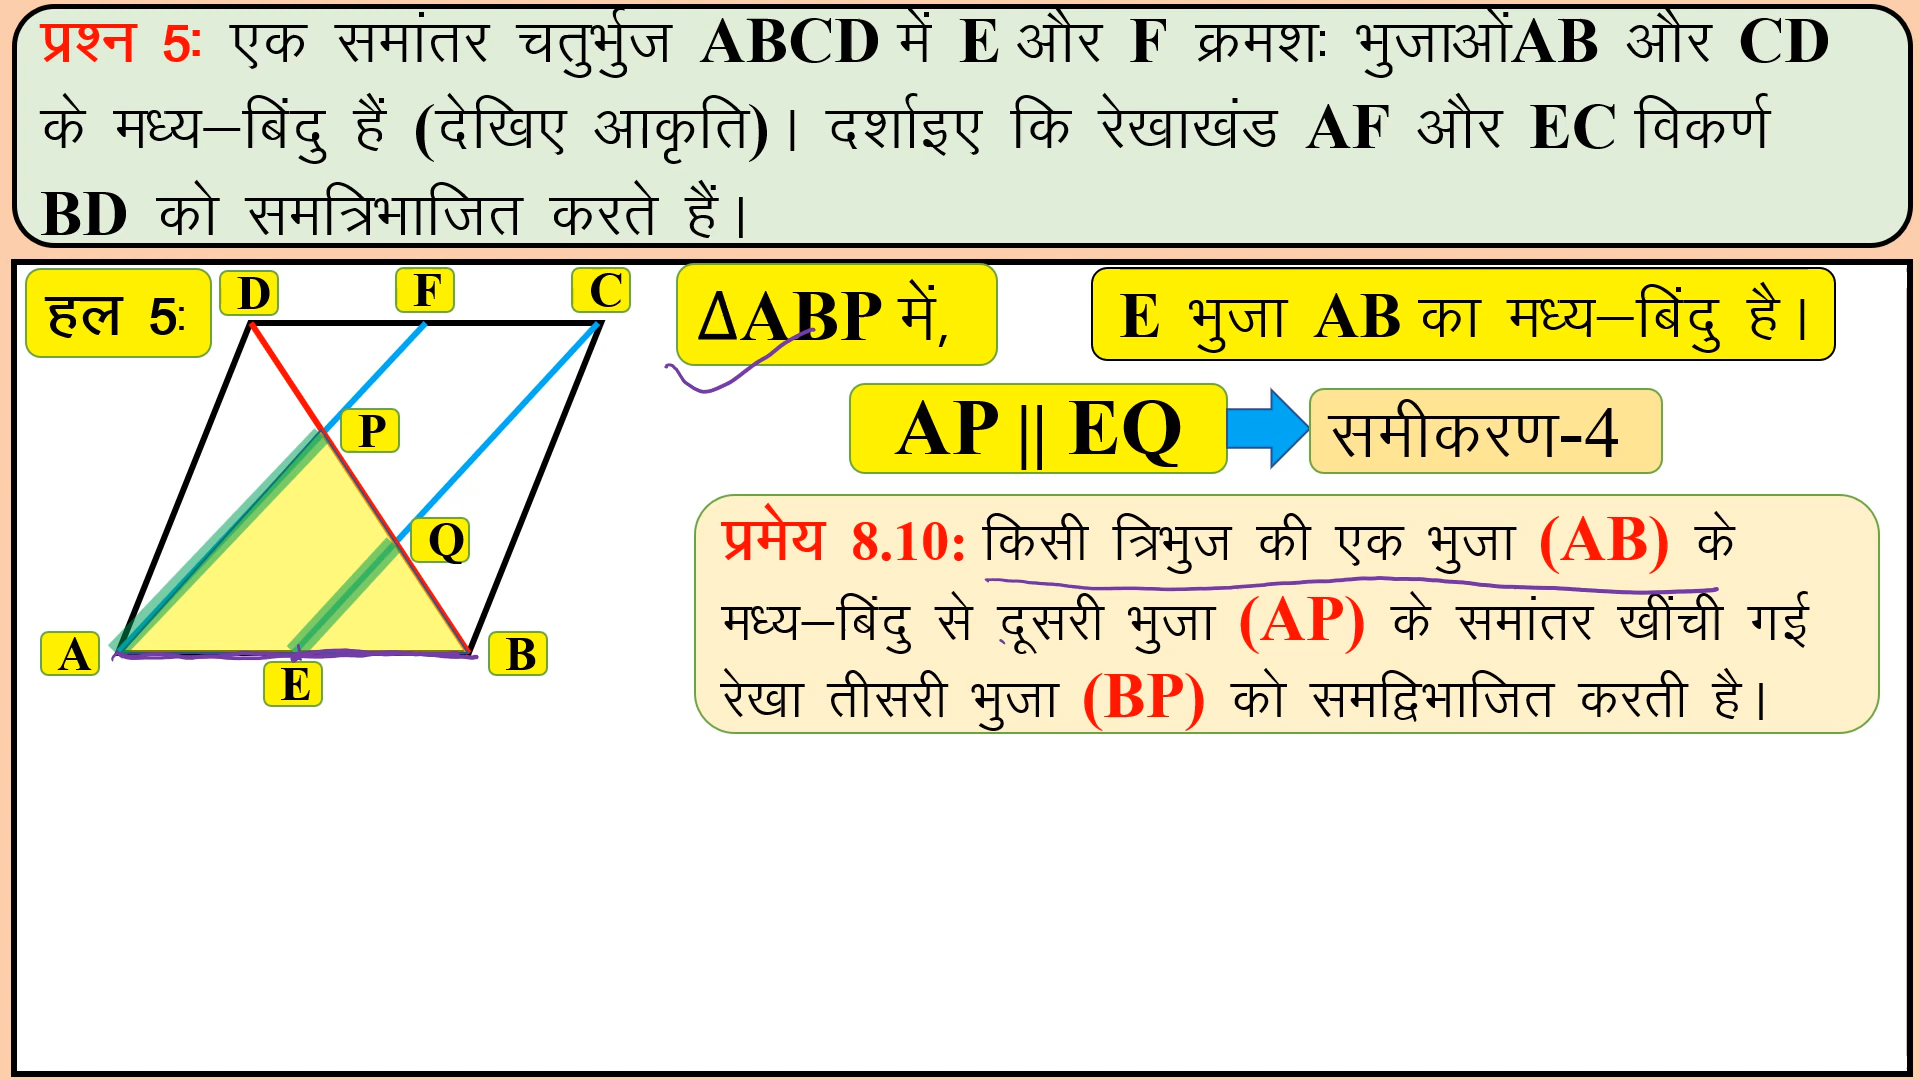 प्रश्न 5: एक समांतर चतुर्भुज ABCD में E और F क्रमशः भुजाओंAB और CD
के मध्य–बिंदु हैं (देखिए आकृति)। दर्शाइए कि रेखाखंड AF और EC विकर्ण
BD को समत्रिभाजित करते हैं।
हल 5:
D F C
ΔABP में,
E भुजा AB का मध्य–बिंदु है।
AP || EQ
समीकरण-4
P
Q
A
B
E
प्रमेय 8.10: किसी त्रिभुज की एक भुजा (AB) के
मध्य–बिंदु से दूसरी भुजा (AP) के समांतर खींची गई
रेखा तीसरी भुजा (BP) को समद्विभाजित करती है।